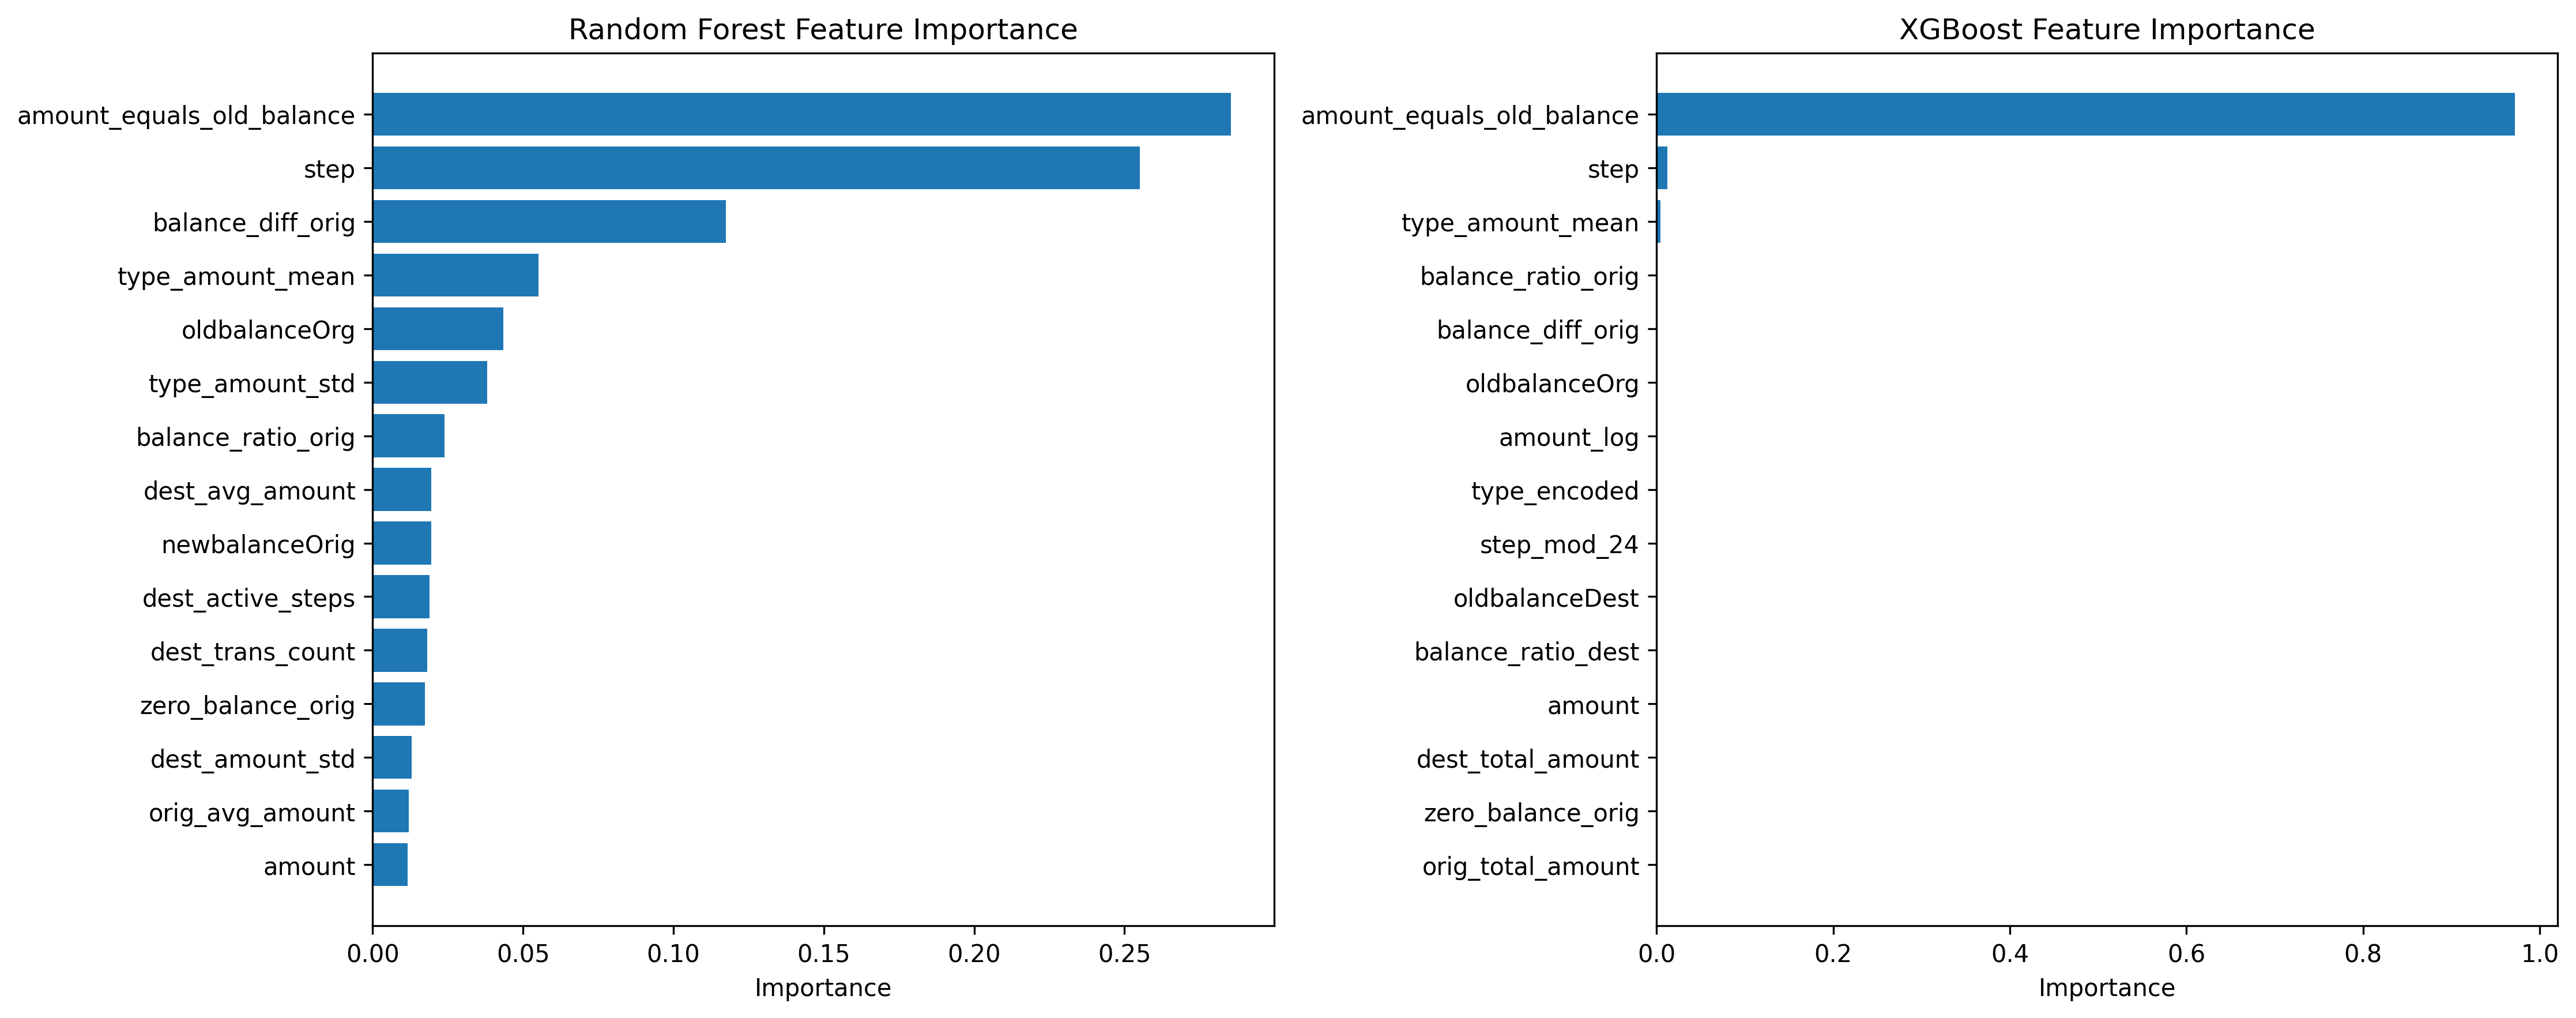 Random Forest Feature Importance
amount_equals_old_balance
step
balance_diff_orig
type_amount_mean
oldbalanceOrg
type_amount_std
balance_ratio_orig
dest_avg_amount
newbalanceOrig
dest_active_steps
dest_trans_count
zero_balance_orig
dest_amount_std
orig_avg_amount
amount
0.00 0.05 0.10 0.15 0.20 0.25
Importance
XGBoost Feature Importance
amount_equals_old_balance
step
type_amount_mean
balance_ratio_orig
balance_diff_orig
oldbalanceOrg
amount_log
type_encoded
step_mod_24
oldbalanceDest
balance_ratio_dest
amount
dest_total_amount
zero_balance_orig
orig_total_amount
0.0 0.2 0.4 0.6 0.8 1.0
Importance